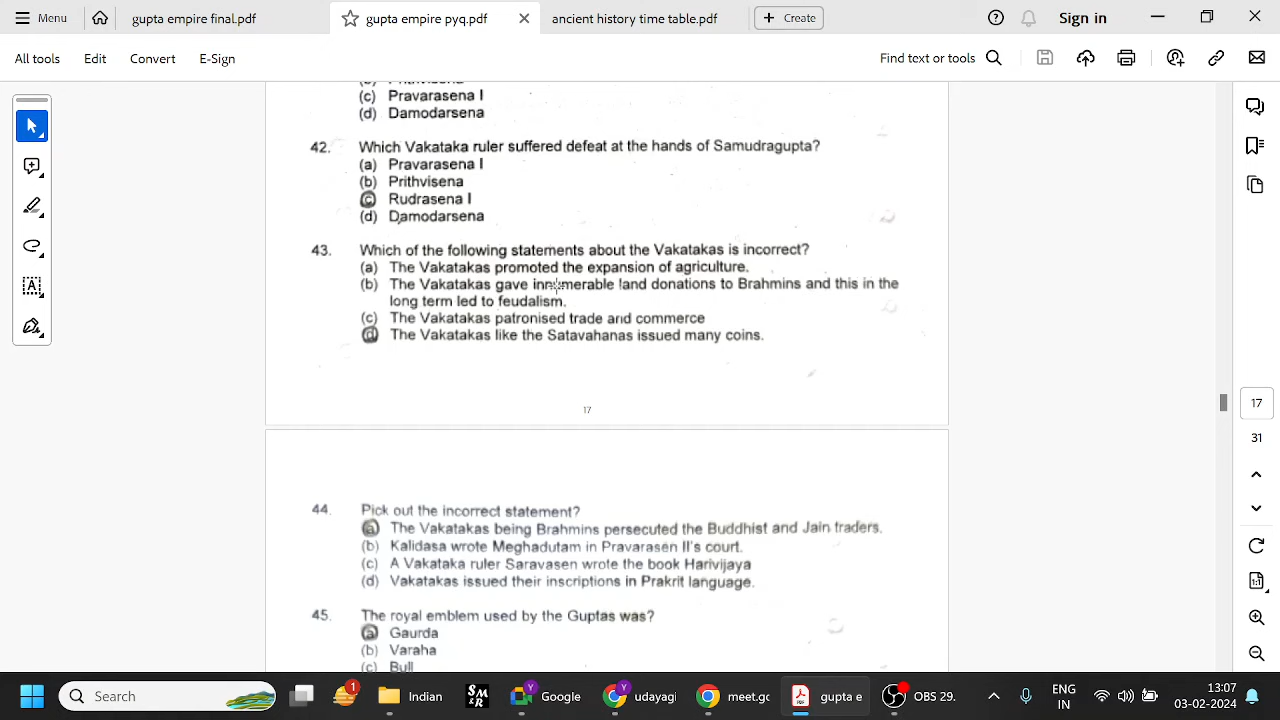 Menu
gupta empire final.pdf
gupta empire pyq.pdf
ancient history time table.pdf
Create
Sign in
All tools
Edit
Convert
E-Sign
Find text or tools
(c) Pravarasena I
(d) Damodarsena
42. Which Vakataka ruler suffered defeat at the hands of Samudragupta?
(a) Pravarasena I
(b) Prithvisena
(c) Rudrasena I
(d) Damodarsena
43. Which of the following statements about the Vakatakas is incorrect?
(a) The Vakatakas promoted the expansion of agriculture.
(b) The Vakatakas gave innumerable land donations to Brahmins and this in the
long term led to feudalism.
(c) The Vakatakas patronised trade and commerce
(d) The Vakatakas like the Satavahanas issued many coins.
17
44. Pick out the incorrect statement?
(a) The Vakatakas being Brahmins persecuted the Buddhist and Jain traders.
(b) Kalidasa wrote Meghadutam in Pravarasen II's court.
(c) A Vakataka ruler Saravasen wrote the book Harivijaya
(d) Vakatakas issued their inscriptions in Prakrit language.
45. The royal emblem used by the Guptas was?
(a) Gaurda
(b) Varaha
(c) Bull
17
31
1:1
Search
1
Indian
SMR
Google
udayagi
meet.gc
gupta e
OBS 29
ENG
IN
13:07
03-02-2024